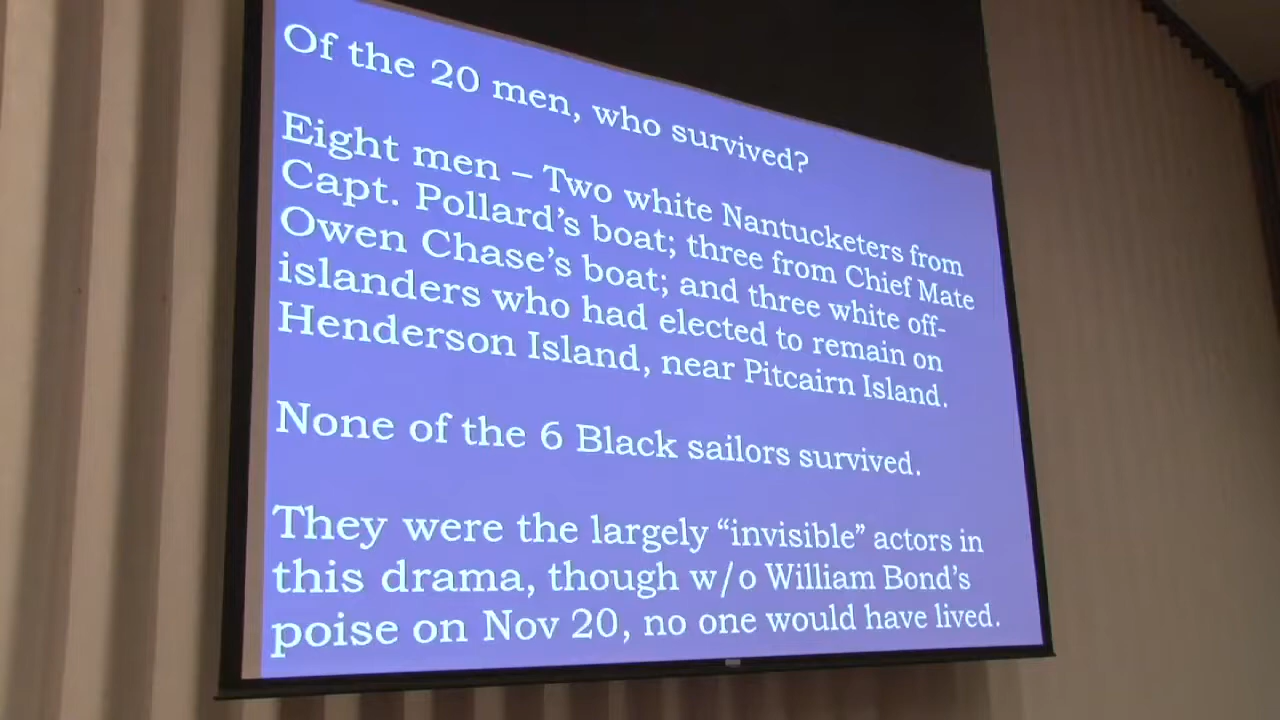 Of the 20 men, who survived?
Eight men – Two white Nantucketers from
Capt. Pollard's boat; three from Chief Mate
Owen Chase's boat; and three white off-
islanders who had elected to remain on
Henderson Island, near Pitcairn Island.
None of the 6 Black sailors survived.
They were the largely “invisible” actors in
this drama, though w/o William Bond's
poise on Nov 20, no one would have lived.